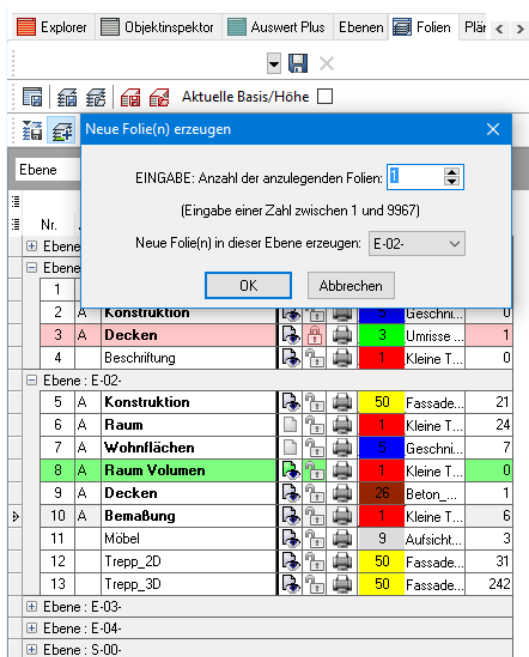 Explorer Objektinspektor Auswert Plus Ebenen Folien Plär
Aktuelle Basis/Höhe
Neue Folie(n) erzeugen
EINGABE: Anzahl der anzulegenden Folien: 1
(Eingabe einer Zahl zwischen 1 und 9967)
Neue Folie(n) in dieser Ebene erzeugen: E-02-
OK Abbrechen
Ebene
Nr.
Ebene
Ebene
1
2 A Konstruktion 5 Geschni... 0
3 A Decken 3 Umrisse ... 1
4 Beschriftung 1 Kleine T... 0
Ebene : E-02-
5 A Konstruktion 50 Fassade... 21
6 A Raum 1 Kleine T... 24
7 A Wohnflächen 5 Geschni... 7
8 A Raum Volumen 1 Kleine T... 0
9 A Decken 26 Beton_... 1
10 A Bemaßung 1 Kleine T... 6
11 Möbel 9 Aufsicht... 3
12 Trepp_2D 50 Fassade... 31
13 Trepp_3D 50 Fassade... 242
Ebene : E-03-
Ebene : E-04-
Ebene : S-00-